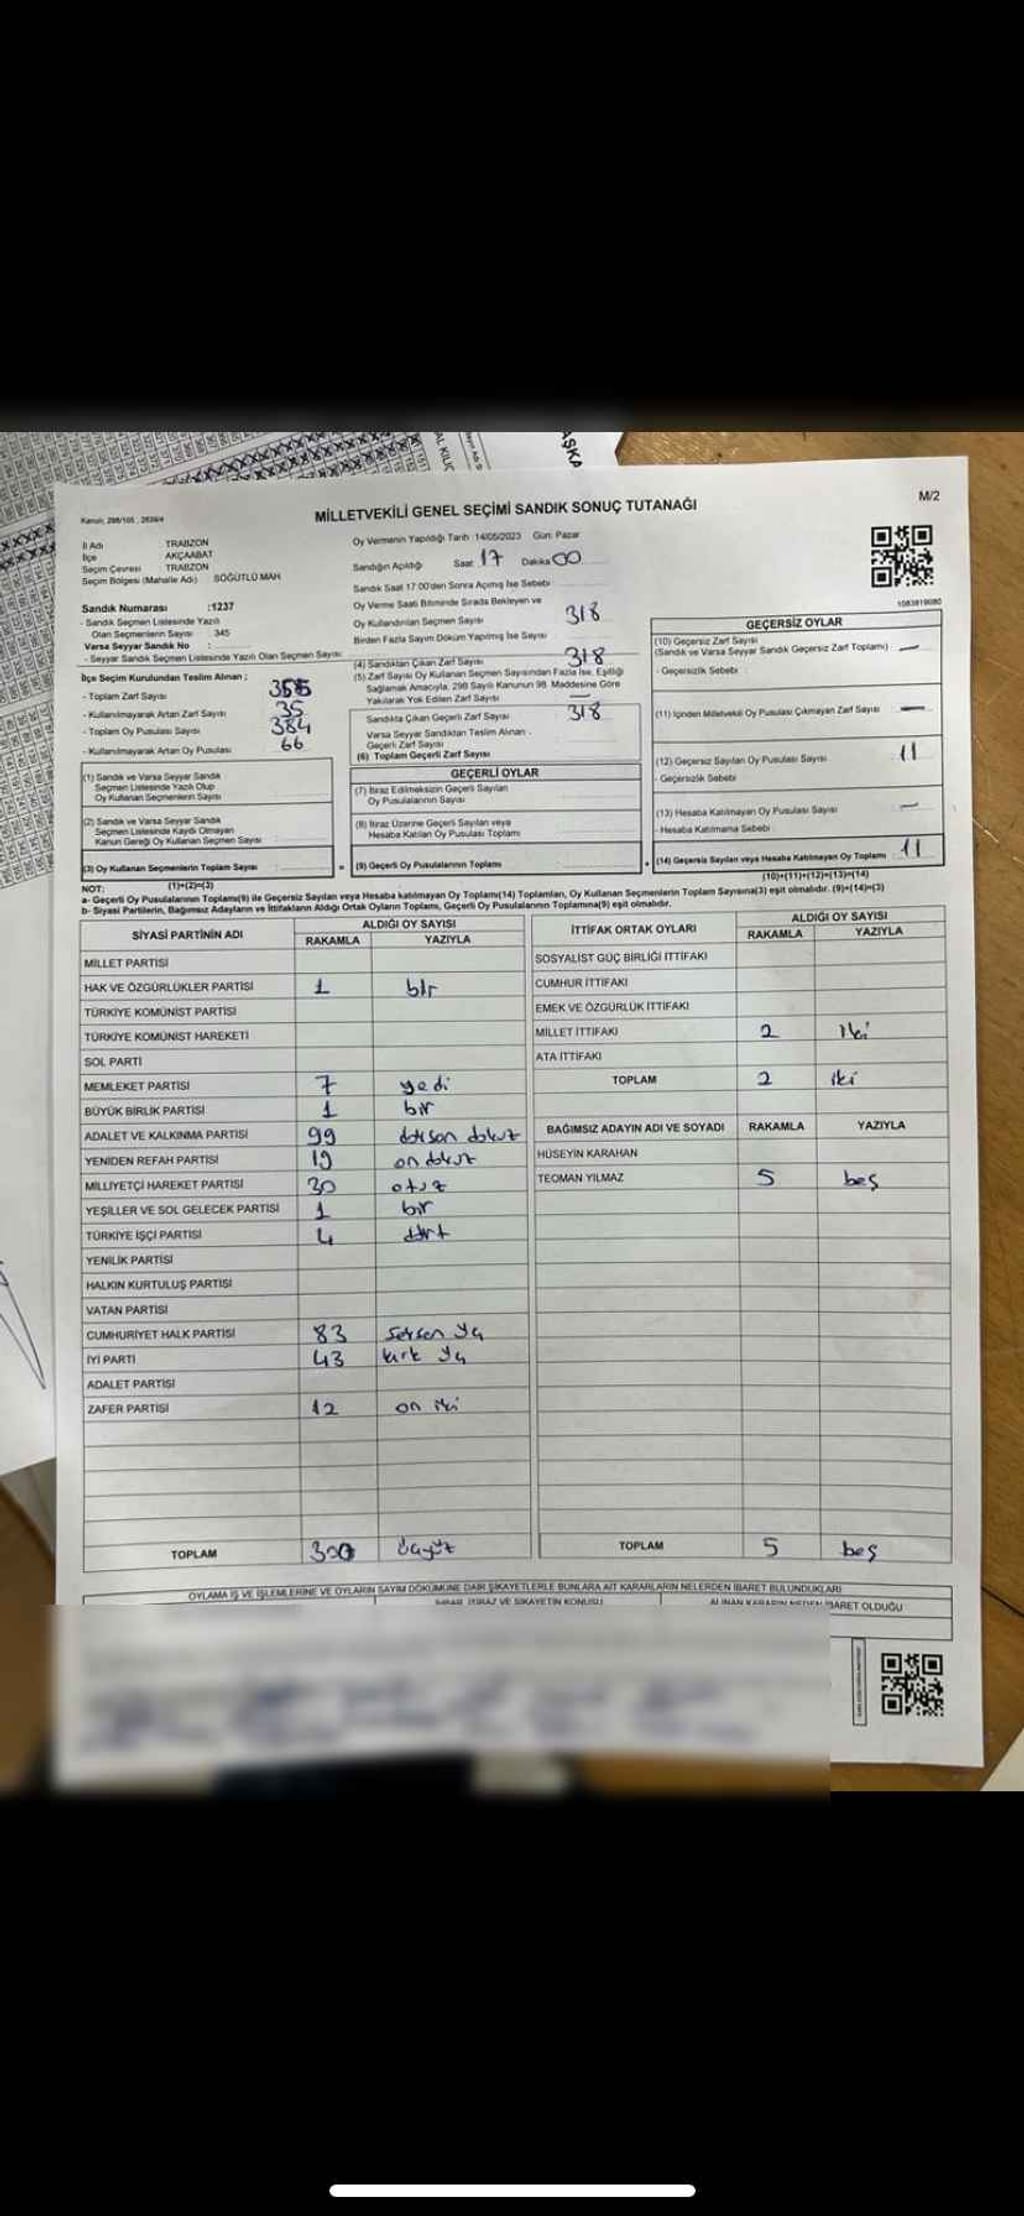 M/2
Kanun: 298/105 ; 2839/4
MİLLETVEKİLİ GENEL SEÇİMİ SANDIK SONUÇ TUTANAĞI
İl Adı TRABZON
İlçe AKÇAABAT
Seçim Çevresi TRABZON
Seçim Bölgesi (Mahalle Adı) SÖĞÜTLÜ MAH
Sandık Numarası :1237
- Sandık Seçmen Listesinde Yazılı
Olan Seçmenlerin Sayısı : 345
Varsa Seyyar Sandık No :
- Seyyar Sandık Seçmen Listesinde Yazılı Olan Seçmen Sayısı:
İlçe Seçim Kurulundan Teslim Alınan ;
- Toplam Zarf Sayısı 355
- Kullanılmayarak Artan Zarf Sayısı 35
- Toplam Oy Pusulası Sayısı 384
- Kullanılmayarak Artan Oy Pusulası 66
(1) Sandık ve Varsa Seyyar Sandık
Seçmen Listesinde Yazılı Olup
Oy Kullanan Seçmenlerin Sayısı
(2) Sandık ve Varsa Seyyar Sandık
Seçmen Listesinde Kaydı Olmayan
Kanun Gereği Oy Kullanan Seçmen Sayısı
(3) Oy Kullanan Seçmenlerin Toplam Sayısı
(1)+(2)=(3)
Oy Vermenin Yapıldığı Tarih :14/05/2023 Gün: Pazar
Sandığın Açıldığı Saat 17 Dakika 00
Sandık Saat 17:00'den Sonra Açılmış İse Sebebi
Oy Verme Saati Bitiminde Sırada Bekleyen ve
Oy Kullandırılan Seçmen Sayısı 318
Birden Fazla Sayım Döküm Yapılmış İse Sayısı
(4) Sandıktan Çıkan Zarf Sayısı 318
(5) Zarf Sayısı Oy Kullanan Seçmen Sayısından Fazla İse, Eşitliği
Sağlamak Amacıyla, 298 Sayılı Kanunun 98. Maddesine Göre
Yakılarak Yok Edilen Zarf Sayısı —
Sandıkta Çıkan Geçerli Zarf Sayısı 318
Varsa Seyyar Sandıktan Teslim Alınan
Geçerli Zarf Sayısı
(6) Toplam Geçerli Zarf Sayısı
GEÇERLİ OYLAR
(7) İtiraz Edilmeksizin Geçerli Sayılan
Oy Pusulalarının Sayısı
(8) İtiraz Üzerine Geçerli Sayılan veya
Hesaba Katılan Oy Pusulası Toplamı
= (9) Geçerli Oy Pusulalarının Toplamı
1083819080
GEÇERSİZ OYLAR
(10) Geçersiz Zarf Sayısı
(Sandık ve Varsa Seyyar Sandık Geçersiz Zarf Toplamı) —
- Geçersizlik Sebebi :
(11) İçinden Milletvekili Oy Pusulası Çıkmayan Zarf Sayısı —
(12) Geçersiz Sayılan Oy Pusulası Sayısı 11
- Geçersizlik Sebebi
(13) Hesaba Katılmayan Oy Pusulası Sayısı —
- Hesaba Katılmama Sebebi
+ (14) Geçersiz Sayılan veya Hesaba Katılmayan Oy Toplamı 11
(10)+(11)+(12)+(13)=(14)
NOT:
a- Geçerli Oy Pusulalarının Toplamı(9) ile Geçersiz Sayılan veya Hesaba katılmayan Oy Toplamı(14) Toplamları, Oy Kullanan Seçmenlerin Toplam Sayısına(3) eşit olmalıdır. (9)+(14)=(3)
b- Siyasi Partilerin, Bağımsız Adayların ve İttifakların Aldığı Ortak Oyların Toplamı, Geçerli Oy Pusulalarının Toplamına(9) eşit olmalıdır.
SİYASİ PARTİNİN ADI ALDIĞI OY SAYISI
RAKAMLA YAZIYLA
MİLLET PARTİSİ
HAK VE ÖZGÜRLÜKLER PARTİSİ 1 bir
TÜRKİYE KOMÜNİST PARTİSİ
TÜRKİYE KOMÜNİST HAREKETİ
SOL PARTİ
MEMLEKET PARTİSİ 7 yedi
BÜYÜK BİRLİK PARTİSİ 1 bir
ADALET VE KALKINMA PARTİSİ 99 doksan dokuz
YENİDEN REFAH PARTİSİ 19 on dokuz
MİLLİYETÇİ HAREKET PARTİSİ 30 otuz
YEŞİLLER VE SOL GELECEK PARTİSİ 1 bir
TÜRKİYE İŞÇİ PARTİSİ 4 dört
YENİLİK PARTİSİ
HALKIN KURTULUŞ PARTİSİ
VATAN PARTİSİ
CUMHURİYET HALK PARTİSİ 83 seksen üç
İYİ PARTİ 43 kırk üç
ADALET PARTİSİ
ZAFER PARTİSİ 12 on iki
TOPLAM 300 üçyüz
İTTİFAK ORTAK OYLARI ALDIĞI OY SAYISI
RAKAMLA YAZIYLA
SOSYALİST GÜÇ BİRLİĞİ İTTİFAKI
CUMHUR İTTİFAKI
EMEK VE ÖZGÜRLÜK İTTİFAKI
MİLLET İTTİFAKI 2 iki
ATA İTTİFAKI
TOPLAM 2 iki
BAĞIMSIZ ADAYIN ADI VE SOYADI RAKAMLA YAZIYLA
HÜSEYİN KARAHAN
TEOMAN YILMAZ 5 beş
TOPLAM 5 beş
OYLAMA İŞ VE İŞLEMLERİNE VE OYLARIN SAYIM DÖKÜMÜNE DAİR ŞİKAYETLERLE BUNLARA AİT KARARLARIN NELERDEN İBARET BULUNDUKLARI
İTİRAZ VE ŞİKAYETİN KONUSU
ALINAN KARARIN NEDEN İBARET OLDUĞU